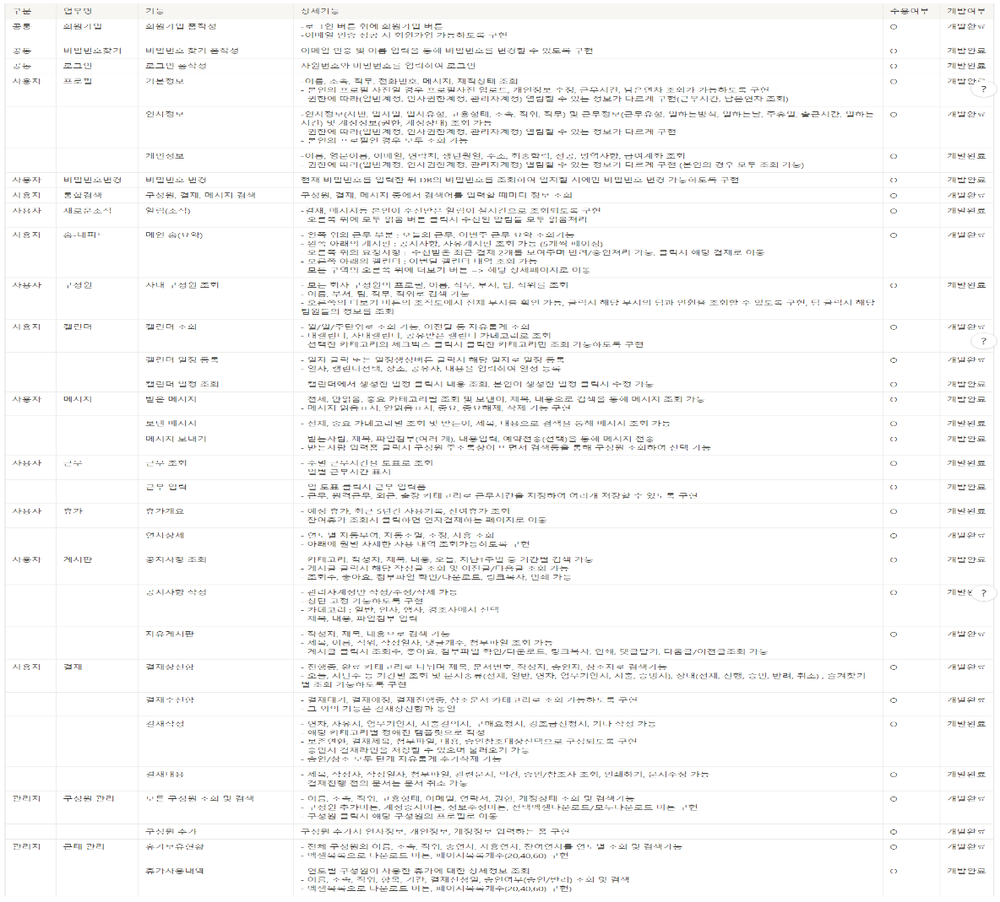 구분 업무명 기능 상세기능 수용여부 개발여부
공통 회원가입 회원가입 폼작성 -로그인 버튼 위에 회원가입 버튼 O 개발완료
-이메일 인증 성공 시 회원가입 가능하도록 구현
공통 비밀번호찾기 비밀번호 찾기 폼작성 이메일 인증 및 이름 입력을 통해 비밀번호를 변경할 수 있도록 구현 O 개발완료
공통 로그인 로그인 폼작성 사원번호와 비밀번호를 입력하여 로그인 O 개발완료
사용자 프로필 기본정보 -이름, 소속, 직무, 전화번호, 메시지, 재직상태 조회 O 개발완료
- 본인의 프로필 사진일 경우 프로필사진 업로드, 개인정보 수정, 근무시간, 남은연차 조회가 가능하도록 구현
- 권한에 따라(일반계정, 인사권한계정, 관리자계정) 열람할 수 있는 정보가 다르게 구현(근무시간, 남은연차 조회)
?
인사정보 -인사정보(사번, 입사일, 입사유형, 고용형태, 소속, 직위, 직무) 및 근무정보(근무유형, 일하는방식, 일하는날, 주휴일, 출근시간, 일하는 O 개발완료
시간) 및 계정정보(권한, 계정상태) 조회 가능
- 권한에 따라(일반계정, 인사권한계정, 관리자계정) 열람할 수 있는 정보가 다르게 구현
- 본인의 프로필인 경우 모두 조회 가능
개인정보 -이름, 영문이름, 이메일, 연락처, 생년월일, 주소, 최종학력, 전공, 병역사항, 급여계좌 조회 O 개발완료
- 권한에 따라(일반계정, 인사권한계정, 관리자계정) 열람할 수 있는 정보가 다르게 구현 (본인의 경우 모두 조회 가능)
사용자 비밀번호변경 비밀번호 변경 현재 비밀번호를 입력한 뒤 DB의 비밀번호를 조회하여 일치할 시에만 비밀번호 변경 가능하도록 구현 O 개발완료
사용자 통합검색 구성원, 결재, 메시지 검색 구성원, 결재, 메시지 중에서 검색어를 입력할 때마다 정보 조회 O 개발완료
사용자 새로운소식 알림(소식) -결재, 메시지등 본인이 수신받은 알림이 실시간으로 조회되도록 구현 O 개발완료
- 오른쪽 위에 모두 읽음 버튼 클릭시 수신된 알림들 모두 읽음처리
사용자 홈-내피드 메인 홈(요약) - 왼쪽 위의 근무 부분 : 오늘의 근무, 이번주 근무 요약 조회가능 O 개발완료
- 왼쪽 아래의 게시판 : 공지사항, 자유게시판 조회 가능 (5개씩 페이징)
- 오른쪽 위의 요청사항 : 수신받은 최근 결재 2개를 보여주며 반려/승인처리 가능, 클릭시 해당 결재로 이동
- 오른쪽 아래의 캘린더 : 이번달 캘린더 내역 조회 가능
- 모든 구역의 오른쪽 위에 더보기 버튼 => 해당 상세페이지로 이동
사용자 구성원 사내 구성원 조회 - 모든 회사 구성원의 프로필, 이름, 직무, 부서, 팀, 직위를 조회 O 개발완료
- 이름, 부서, 팀, 직무, 직위로 검색 가능
- 오른쪽의 더보기 버튼의 조직도에서 전체 부서를 확인 가능, 클릭시 해당 부서의 팀과 인원을 조회할 수 있도록 구현, 팀 클릭시 해당
팀원들의 정보를 조회
사용자 캘린더 캘린더 조회 - 월/일/주단위로 조회 가능, 이전달 등 자유롭게 조회 O 개발완료
- 내캘린더, 사내캘린더, 공유받은 캘린더 카테고리로 조회
- 선택한 카테고리의 체크박스 클릭시 클릭한 카테고리만 조회 가능하도록 구현
?
캘린더 일정 등록 - 일자 클릭 또는 일정생성버튼 클릭시 해당 일자로 일정 등록 O 개발완료
- 일자, 캘린더선택, 장소, 공유자, 내용을 입력하여 일정 등록
캘린더 일정 조회 - 캘린더에서 생성한 일정 클릭시 내용 조회, 본인이 생성한 일정 클릭시 수정 가능 O 개발완료
사용자 메시지 받은 메시지 - 전체, 안읽음, 중요 카테고리별 조회 및 보낸이, 제목, 내용으로 검색을 통해 메시지 조회 가능 O 개발완료
- 메시지 읽음표시, 안읽음표시, 중요, 중요해제, 삭제 기능 구현
보낸 메시지 - 전체, 중요 카테고리별 조회 및 받는이, 제목, 내용으로 검색을 통해 메시지 조회 가능 O 개발완료
메시지 보내기 - 받는사람, 제목, 파일첨부(여러 개), 내용입력, 예약전송(선택)을 통해 메시지 전송 O 개발완료
- 받는사람 입력폼 클릭시 구성원 주소록창이 뜨면서 검색등을 통해 구성원 조회하여 선택 가능
사용자 근무 근무 조회 - 주별 근무시간을 도표로 조회 O 개발완료
- 일별 근무시간 표시
근무 입력 - 일 도표 클릭시 근무 입력폼 O 개발완료
- 근무, 원격근무, 외근, 출장 카테고리로 근무시간을 지정하여 여러개 저장할 수 있도록 구현
사용자 휴가 휴가개요 - 예정 휴가, 최근 5년간 사용기록, 잔여휴가 조회 O 개발완료
- 잔여휴가 조회시 클릭하면 연차결재하는 페이지로 이동
연차상세 - 연도별 자동부여, 자동소멸, 조정, 사용 조회 O 개발완료
- 아래에 월별 자세한 사용 내역 조회가능하도록 구현
사용자 게시판 공지사항 조회 - 카테고리, 작성자, 제목, 내용, 오늘, 지난1주일 등 기간별 검색 가능 O 개발완료
- 게시글 클릭시 해당 작성글 조회 및 이전글/다음글 조회 가능
- 조회수, 좋아요, 첨부파일 확인/다운로드, 링크복사, 인쇄 가능
공지사항 작성 - 관리자계정만 작성/수정/삭제 가능 O 개발완료
- 상단 고정 가능하도록 구현
- 카테고리 : 일반, 인사, 행사, 경조사에서 선택
- 제목, 내용, 파일첨부 입력
?
자유게시판 - 작성자, 제목, 내용으로 검색 가능 O 개발완료
- 제목, 이름, 직위, 작성일자, 댓글개수, 첨부파일 조회 가능
- 게시글 클릭시 조회수, 좋아요, 첨부파일 확인/다운로드, 링크복사, 인쇄, 댓글달기, 다음글/이전글조회 가능
사용자 결재 결재상신함 - 진행중, 완료 카테고리로 나뉘며 제목, 문서번호, 작성자, 승인자, 참조자로 검색가능 O 개발완료
- 오늘, 지난주 등 기간별 조회 및 문서종류(전체, 일반, 연차, 업무기안서, 지출, 증명서), 상태(전체, 진행, 승인, 반려, 취소) , 즐겨찾기
별 조회 가능하도록 구현
결재수신함 - 결재대기, 결재예정, 결재진행중, 참조문서 카테고리로 조회 가능하도록 구현 O 개발완료
- 그 외의 기능은 결재상신함과 동일
결재작성 - 연차, 사유서, 업무기안서, 지출결의서, 구매요청서, 경조금신청서, 기타 작성 가능 O 개발완료
- 해당 카테고리별 정해진 템플릿으로 작성
- 보존연한, 결재제목, 첨부파일, 내용, 승인참조대상선택으로 구성되도록 구현
- 승인시 결재라인을 저장할 수 있으며 불러오기 가능
- 승인/참조 모두 단계 자유롭게 추가삭제 가능
결재내용 - 제목, 작성자, 작성일자, 첨부파일, 관련문서, 의견, 승인/참조자 조회, 인쇄하기, 문서수정 가능 O 개발완료
- 결재진행 전의 문서는 문서 취소 가능
관리자 구성원 관리 모든 구성원 조회 및 검색 - 이름, 소속, 직위, 고용형태, 이메일, 연락처, 권한, 계정상태 조회 및 검색가능 O 개발완료
- 구성원 추가버튼, 계정중지버튼, 정보수정버튼, 선택엑셀다운로드/모두다운로드 버튼 구현
- 구성원 클릭시 해당 구성원의 프로필로 이동
구성원 추가 구성원 추가시 인사정보, 개인정보, 계정정보 입력하는 폼 구현 O 개발완료
관리자 근태 관리 휴가보유현황 - 전체 구성원의 이름, 소속, 직위, 총연차, 사용연차, 잔여연차를 연도별 조회 및 검색가능 O 개발완료
- 엑셀목록으로 다운로드 버튼, 페이지목록개수(20,40,60) 구현
휴가사용내역 - 연도별 구성원이 사용한 휴가에 대한 상세정보 조회 O 개발완료
- 이름, 소속, 직위, 항목, 기간, 결재신청일, 승인여부(승인/반려) 조회 및 검색
- 엑셀목록으로 다운로드 버튼, 페이지목록개수(20,40,60) 구현)